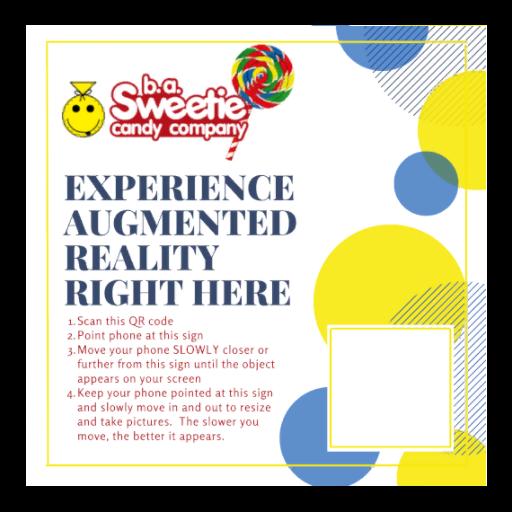 b.a.
Sweetie
candy company
EXPERIENCE
AUGMENTED
REALITY
RIGHT HERE
1. Scan this QR code
2. Point phone at this sign
3. Move your phone SLOWLY closer or
further from this sign until the object
appears on your screen
4. Keep your phone pointed at this sign
and slowly move in and out to resize
and take pictures. The slower you
move, the better it appears.